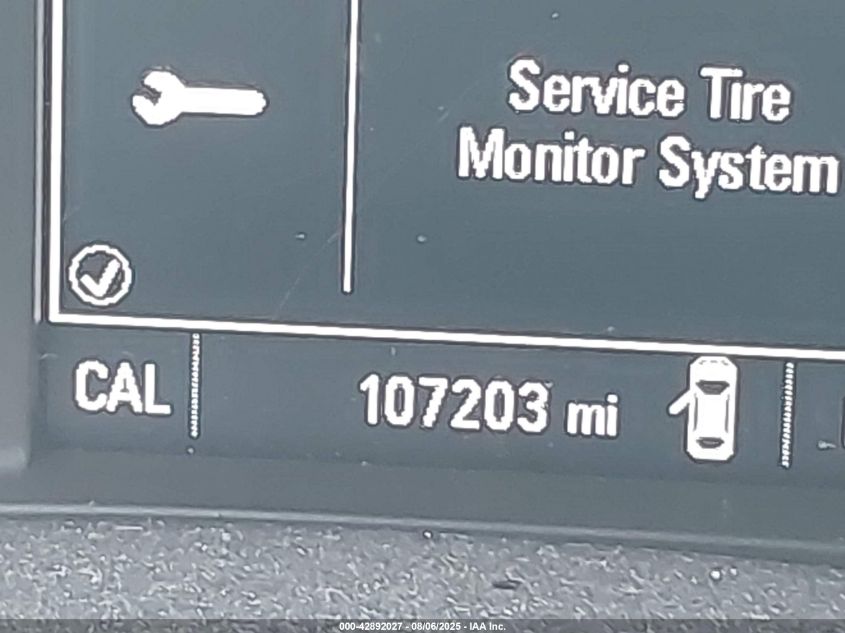 Service Tire
Monitor System
CAL
107203 mi
000-42892027 - 08/06/2025 - IAA Inc.